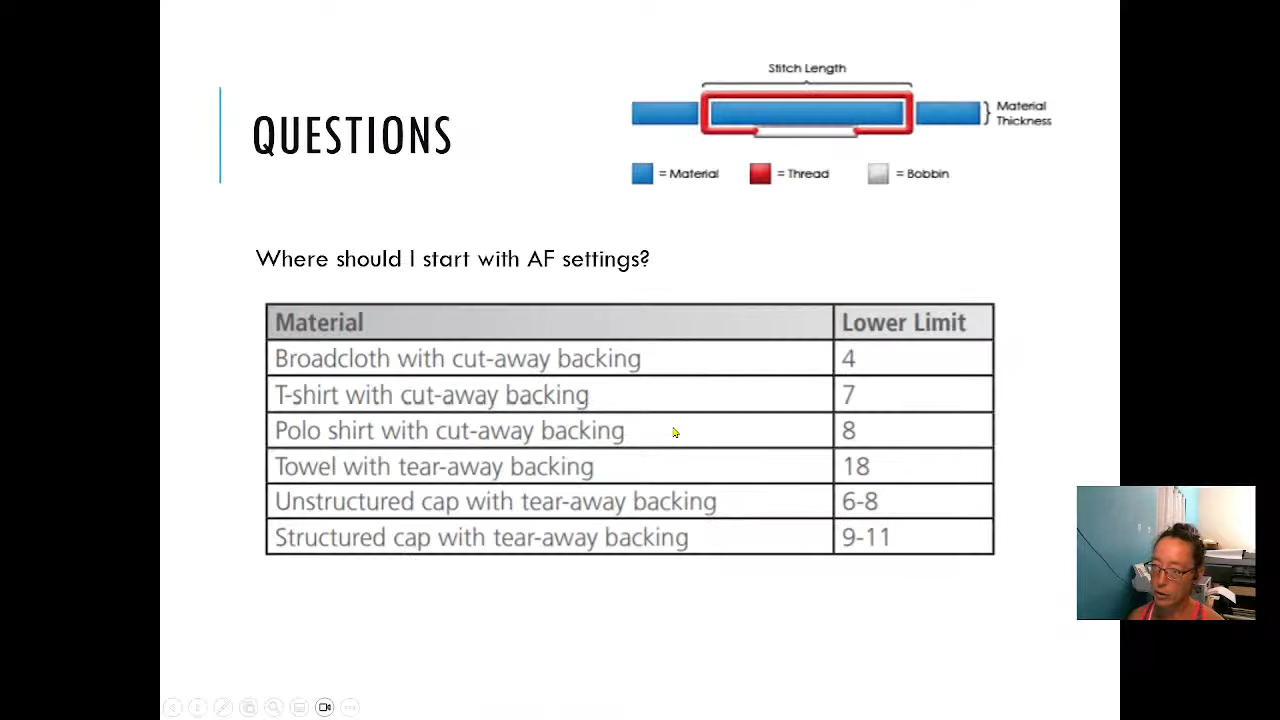 Stitch Length
Material
Thickness
= Material = Thread = Bobbin
QUESTIONS
Where should I start with AF settings?
Material Lower Limit
Broadcloth with cut-away backing 4
T-shirt with cut-away backing 7
Polo shirt with cut-away backing 8
Towel with tear-away backing 18
Unstructured cap with tear-away backing 6-8
Structured cap with tear-away backing 9-11